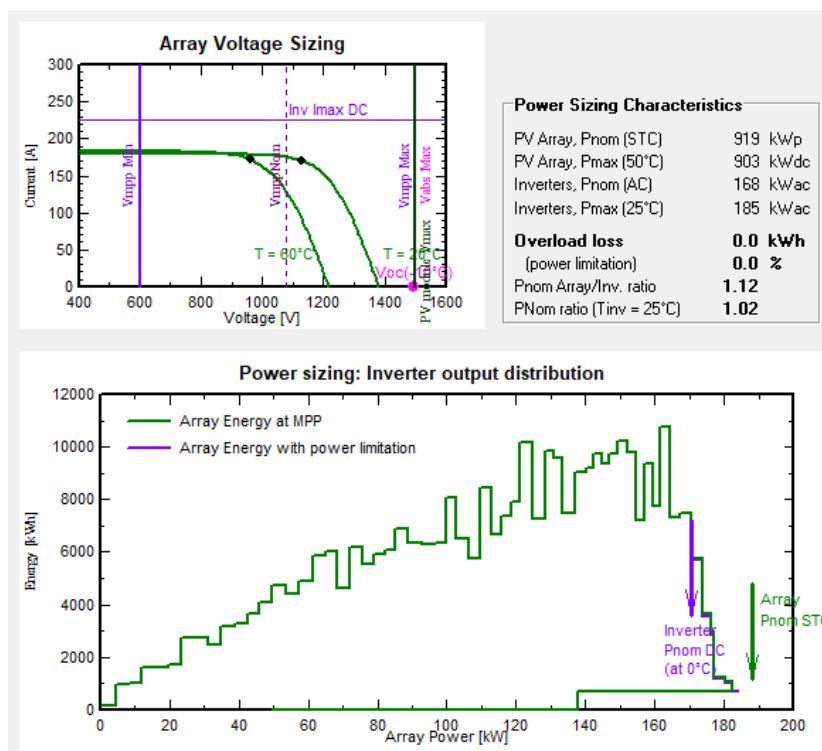 Array Voltage Sizing
300
250
200
150
100
50
0
Current [A]
Inv Imax DC
Vmpp Min
VmppNom
Vmpp Max
Vabs Max
PV module Vmax
T = 60°C
T = 20°C
Voc(-10°C)
400
600
800
1000
1200
1400
1600
Voltage [V]
Power Sizing Characteristics
PV Array, Pnom (STC) 919 kWp
PV Array, Pmax (50°C) 903 kWdc
Inverters, Pnom (AC) 168 kWac
Inverters, Pmax (25°C) 185 kWac
Overload loss 0.0 kWh
(power limitation) 0.0 %
Pnom Array/Inv. ratio 1.12
PNom ratio (Tinv = 25°C) 1.02
Power sizing: Inverter output distribution
12000
10000
8000
6000
4000
2000
0
Energy [kWh]
Array Energy at MPP
Array Energy with power limitation
Inverter
Pnom DC
(at 0°C)
Array
Pnom STC
0
20
40
60
80
100
120
140
160
180
200
Array Power [kW]